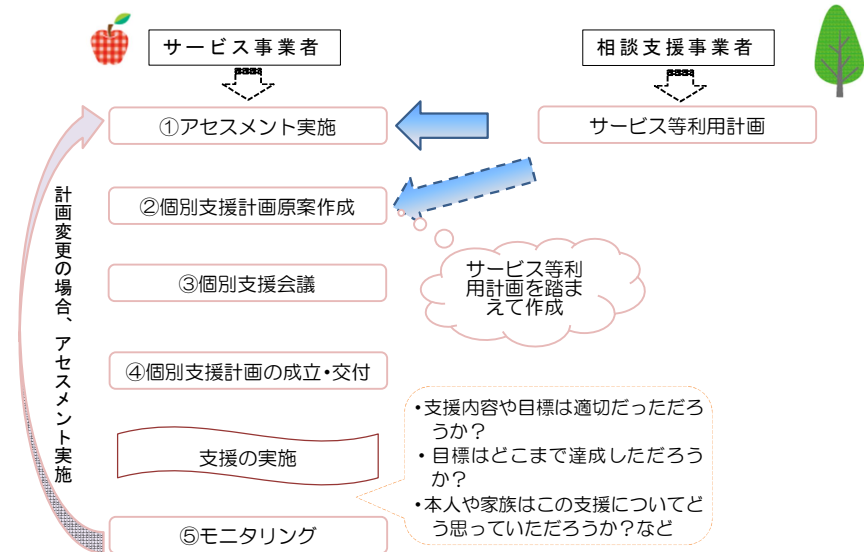 サービス事業者
相談支援事業者
①アセスメント実施
サービス等利用計画
②個別支援計画原案作成
サービス等利
用計画を踏ま
えて作成
③個別支援会議
④個別支援計画の成立・交付
支援の実施
・支援内容や目標は適切だっただろ
うか？
・目標はどこまで達成しただろう
か？
・本人や家族はこの支援についてど
う思っていただろうか？など
⑤モニタリング
計画変更の場合、アセスメント実施